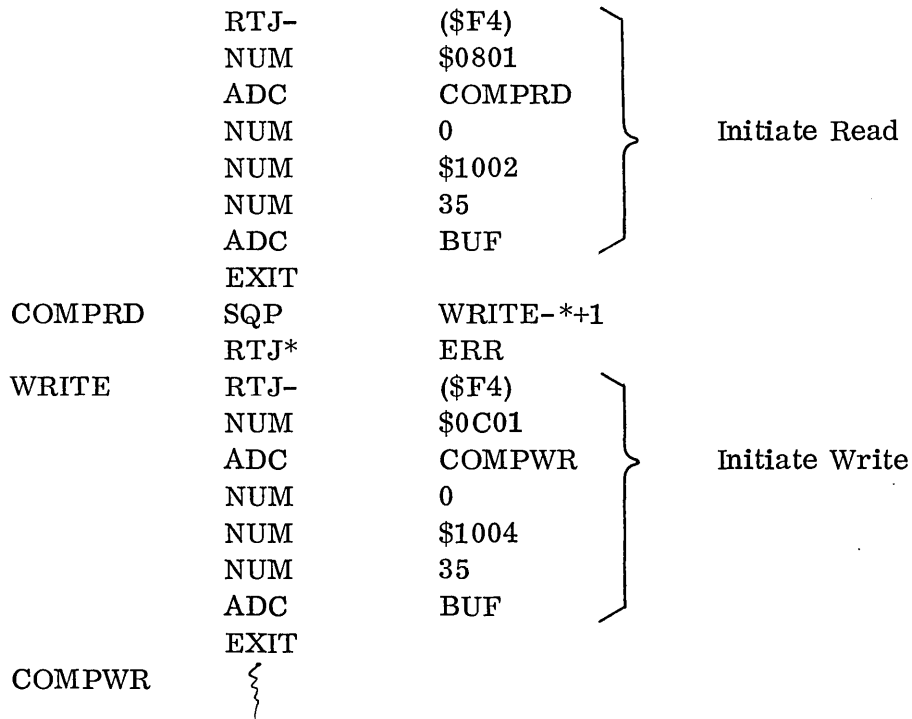 RTJ- ($F4)
NUM $0801
ADC COMPRD
NUM 0 Initiate Read
NUM $1002
NUM 35
ADC BUF
EXIT
COMPRD SQP WRITE-*+1
RTJ* ERR
WRITE RTJ- ($F4)
NUM $0C01
ADC COMPWR Initiate Write
NUM 0
NUM $1004
NUM 35
ADC BUF
EXIT
COMPWR